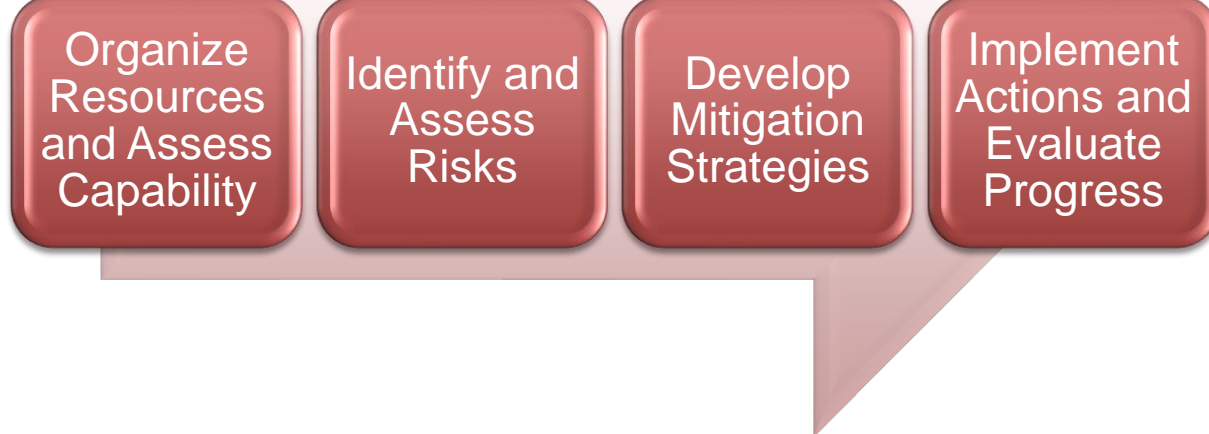 Organize
Resources
and Assess
Capability
Identify and
Assess
Risks
Develop
Mitigation
Strategies
Implement
Actions and
Evaluate
Progress